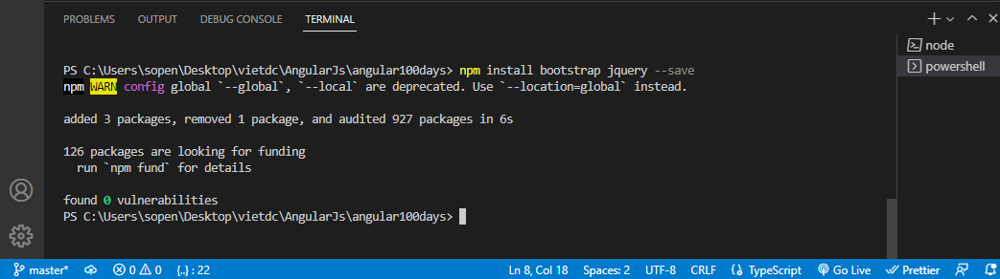 PROBLEMS OUTPUT DEBUG CONSOLE TERMINAL
PS C:\Users\sopen\Desktop\vietdc\AngularJs\angular100days> npm install bootstrap jquery --save
npm WARN config global `--global`, `--local` are deprecated. Use `--location=global` instead.
added 3 packages, removed 1 package, and audited 927 packages in 6s
126 packages are looking for funding
run `npm fund` for details
found 0 vulnerabilities
PS C:\Users\sopen\Desktop\vietdc\AngularJs\angular100days>
node
powershell
master* 0 0 {..} : 22 Ln 8, Col 18 Spaces: 2 UTF-8 CRLF TypeScript Go Live Prettier